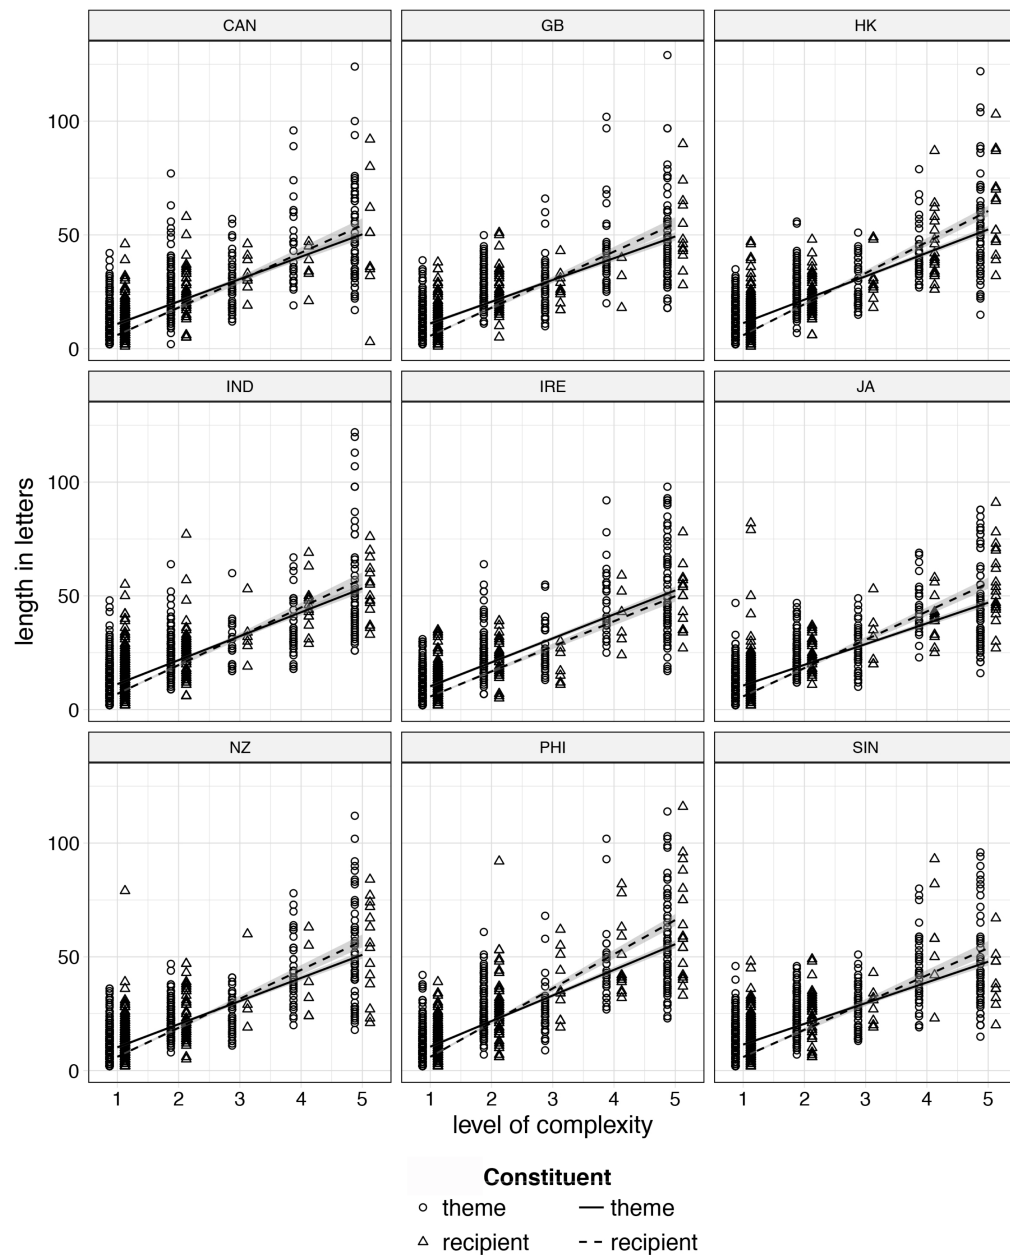 CAN GB HK
100
50
0
IND IRE JA
100
50
0
length in letters
NZ PHI SIN
100
50
0
1 2 3 4 5 1 2 3 4 5 1 2 3 4 5
level of complexity
Constituent
theme theme
recipient recipient